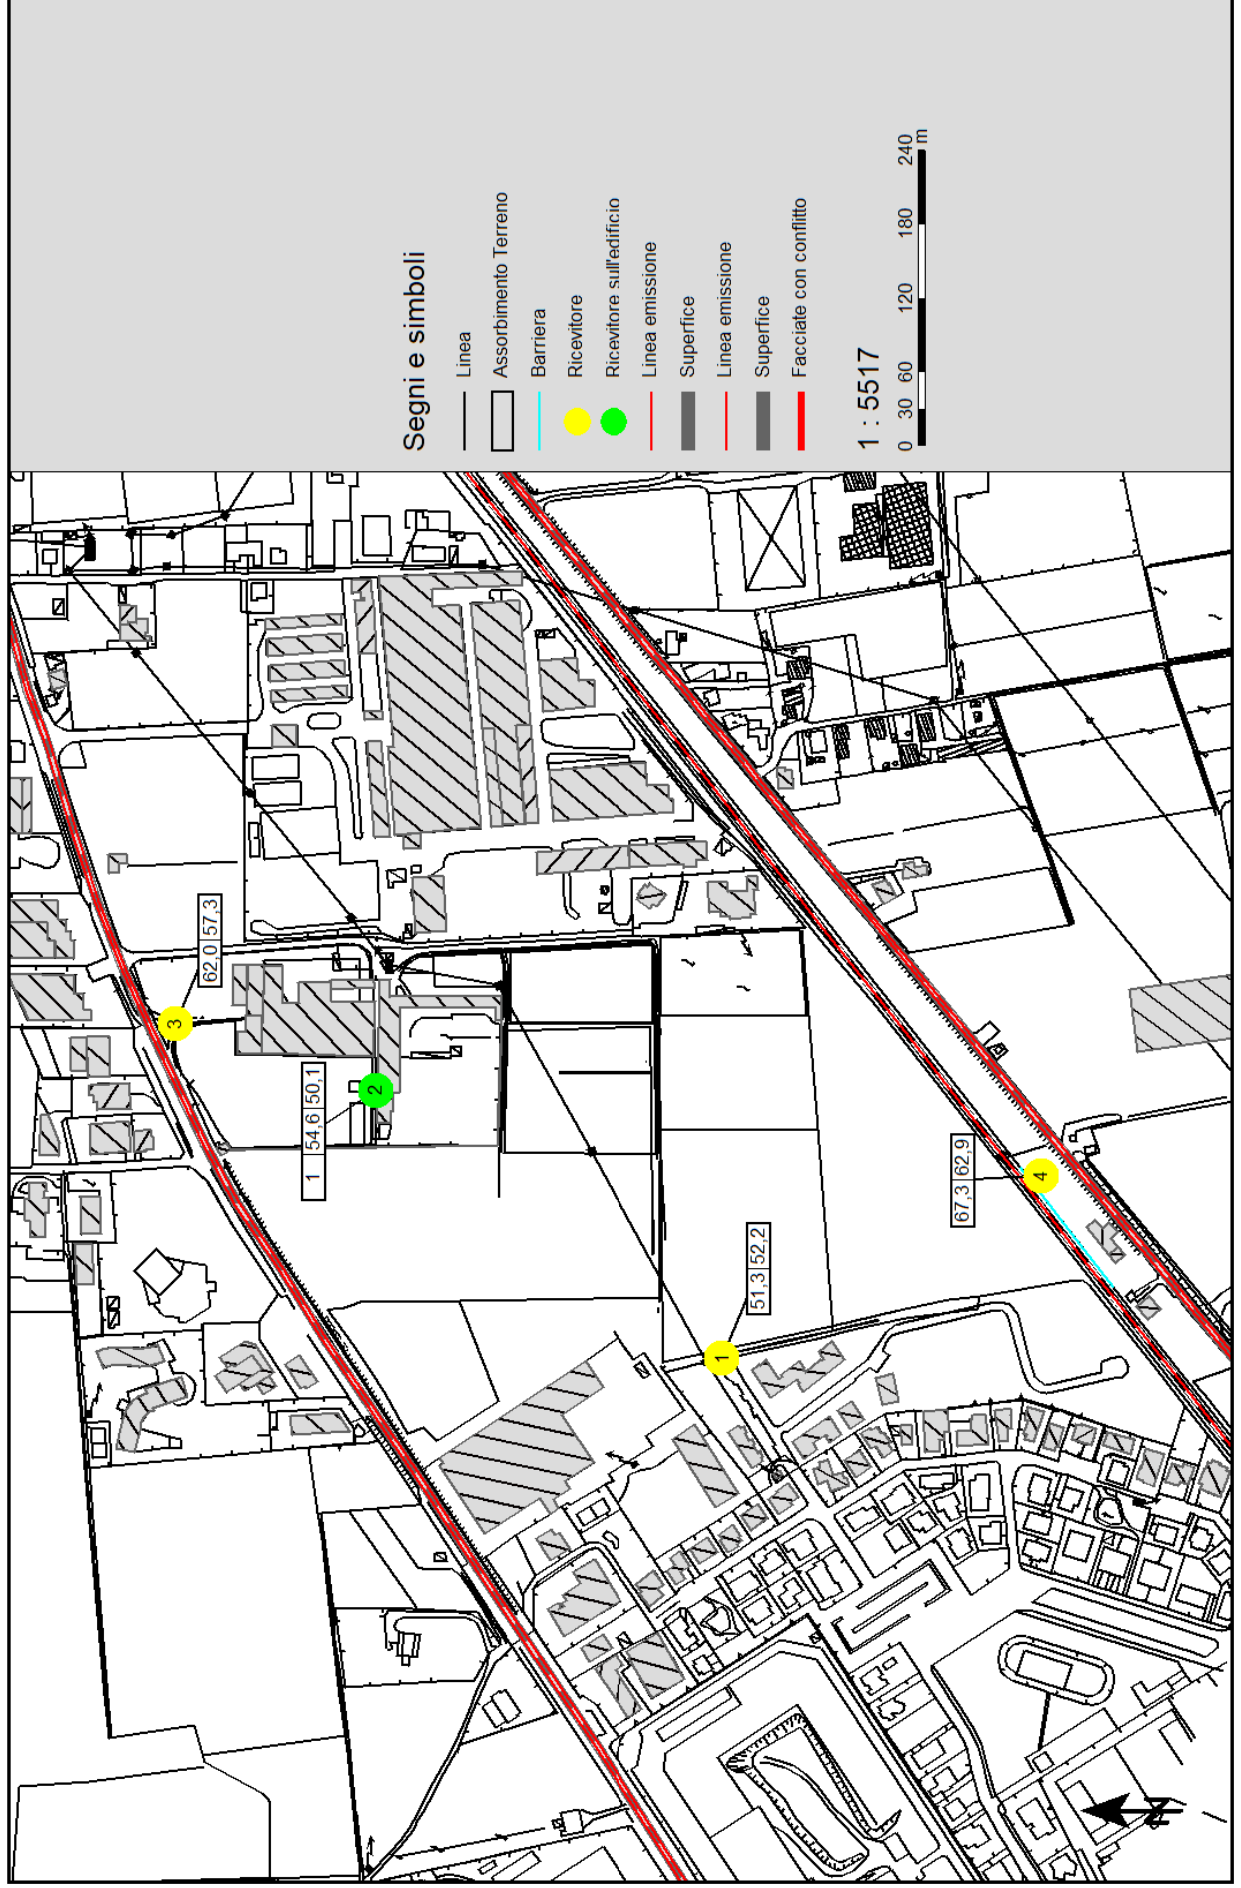 Segni e simboli
Linea
Assorbimento Terreno
Barriera
Ricevitore
Ricevitore sull'edificio
Linea emissione
Superfice
Linea emissione
Superfice
Facciate con conflitto
1 : 5517
0 30 60 120 180 240
m
3
62,0 57,3
2
1 54,6 50,1
1
51,3 52,2
4
67,3 62,9
N